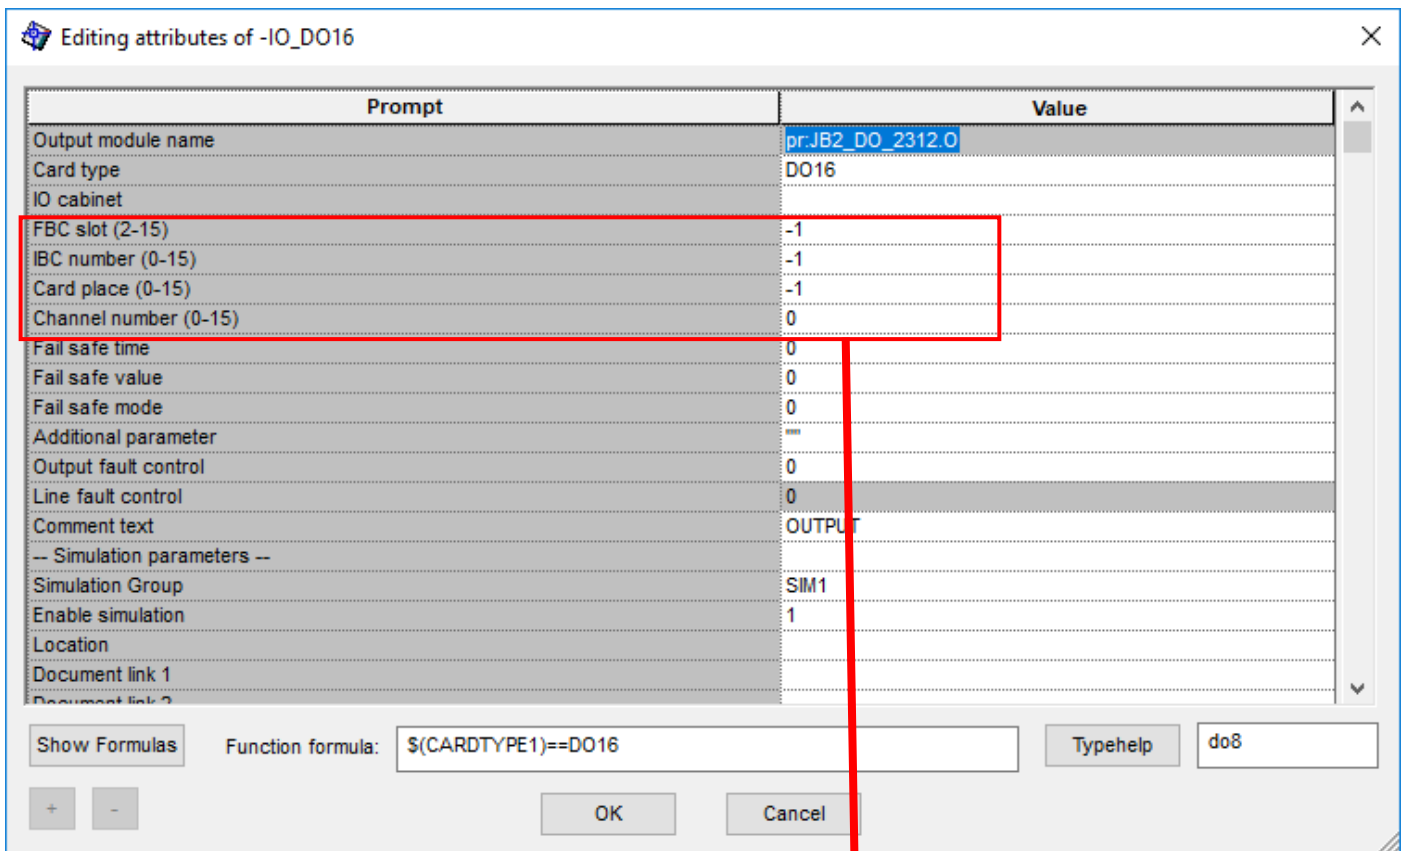 Editing attributes of -IO_DO16
Prompt Value
Output module name pr:JB2_DO_2312.O
Card type DO16
IO cabinet
FBC slot (2-15) -1
IBC number (0-15) -1
Card place (0-15) -1
Channel number (0-15) 0
Fail safe time 0
Fail safe value 0
Fail safe mode 0
Additional parameter ""
Output fault control 0
Line fault control 0
Comment text OUTPUT
-- Simulation parameters --
Simulation Group SIM1
Enable simulation 1
Location
Document link 1
Document link 2
Show Formulas Function formula: $(CARDTYPE1)==DO16 Typehelp do8
+ - OK Cancel